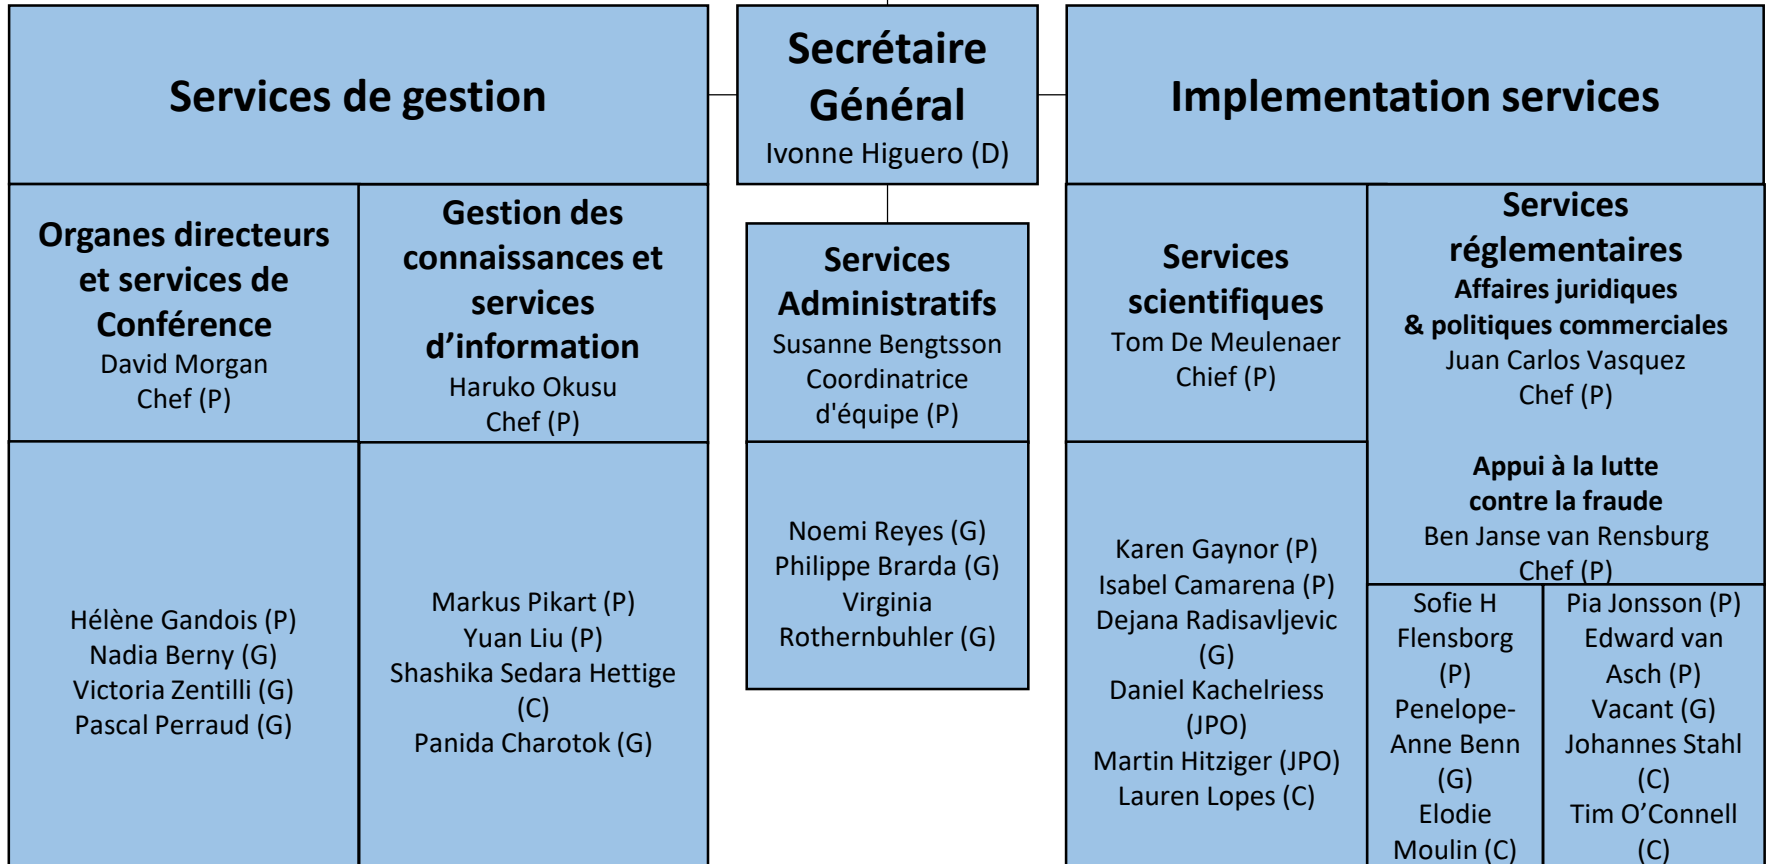 Services de gestion
Secrétaire
Général
Ivonne Higuero (D)
Implementation services
Organes directeurs
et services de
Conférence
David Morgan
Chef (P)
Gestion des
connaissances et
services
d’information
Haruko Okusu
Chef (P)
Services
Administratifs
Susanne Bengtsson
Coordinatrice
d'équipe (P)
Services
scientifiques
Tom De Meulenaer
Chief (P)
Services
réglementaires
Affaires juridiques
& politiques commerciales
Juan Carlos Vasquez
Chef (P)
Appui à la lutte
contre la fraude
Ben Janse van Rensburg
Chef (P)
Hélène Gandois (P)
Nadia Berny (G)
Victoria Zentilli (G)
Pascal Perraud (G)
Markus Pikart (P)
Yuan Liu (P)
Shashika Sedara Hettige
(C)
Panida Charotok (G)
Noemi Reyes (G)
Philippe Brarda (G)
Virginia
Rothernbuhler (G)
Karen Gaynor (P)
Isabel Camarena (P)
Dejana Radisavljevic
(G)
Daniel Kachelriess
(JPO)
Martin Hitziger (JPO)
Lauren Lopes (C)
Sofie H
Flensborg
(P)
Penelope-
Anne Benn
(G)
Elodie
Moulin (C)
Pia Jonsson (P)
Edward van
Asch (P)
Vacant (G)
Johannes Stahl
(C)
Tim O’Connell
(C)